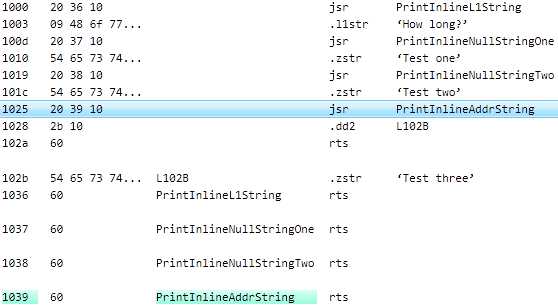 1000 20 36 10 jsr PrintInlineL1String
1003 09 48 6f 77... .l1str ‘How long?’
100d 20 37 10 jsr PrintInlineNullStringOne
1010 54 65 73 74... .zstr ‘Test one’
1019 20 38 10 jsr PrintInlineNullStringTwo
101c 54 65 73 74... .zstr ‘Test two’
1025 20 39 10 jsr PrintInlineAddrString
1028 2b 10 .dd2 L102B
102a 60 rts
102b 54 65 73 74... L102B .zstr ‘Test three’
1036 60 PrintInlineL1String rts
1037 60 PrintInlineNullStringOne rts
1038 60 PrintInlineNullStringTwo rts
1039 60 PrintInlineAddrString rts